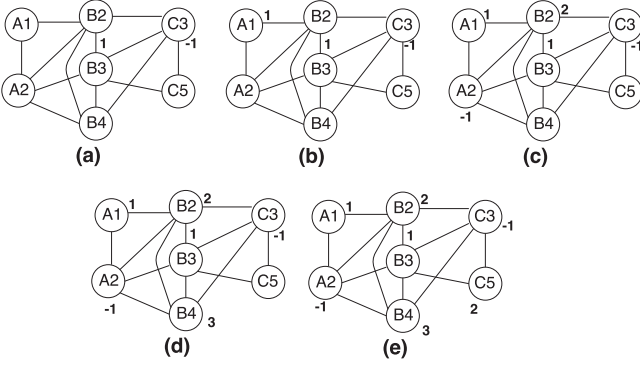 A1 B2 C3
1
-1
A2 B3 C5
B4
(a)
A1 1 B2 C3
1
-1
A2 B3 C5
B4
(b)
A1 1 B2 2 C3
1
-1
A2 B3 C5
-1
B4
(c)
A1 1 B2 2 C3
1
-1
A2 B3 C5
-1
B4 3
(d)
A1 1 B2 2 C3 -1
1
A2 B3 C5
-1 2
B4 3
(e)